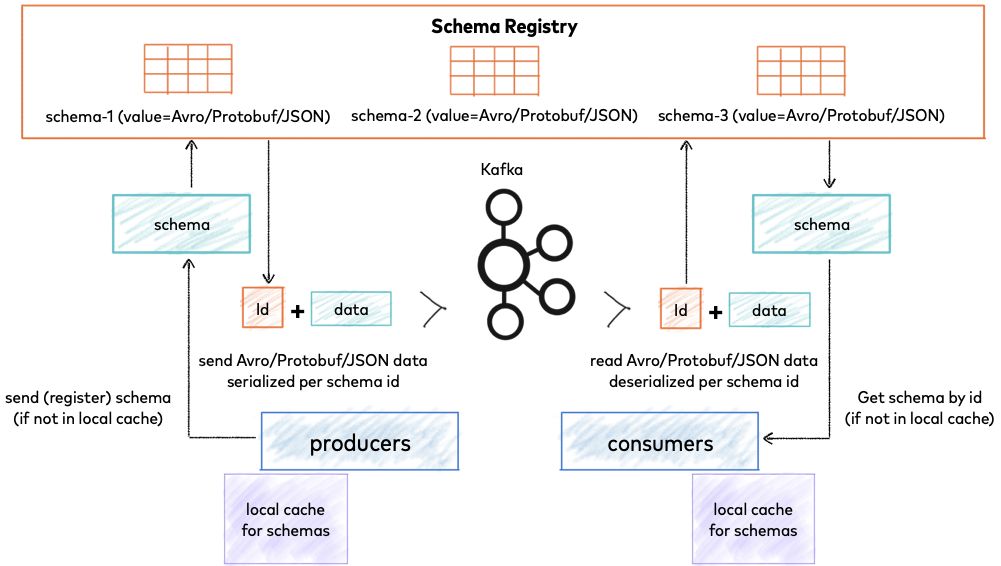 Schema Registry
schema-1 (value=Avro/Protobuf/JSON)
schema-2 (value=Avro/Protobuf/JSON)
schema-3 (value=Avro/Protobuf/JSON)
Kafka
schema
schema
Id + data
Id + data
send Avro/Protobuf/JSON data
serialized per schema id
read Avro/Protobuf/JSON data
deserialized per schema id
send (register) schema
(if not in local cache)
Get schema by id
(if not in local cache)
producers
consumers
local cache
for schemas
local cache
for schemas